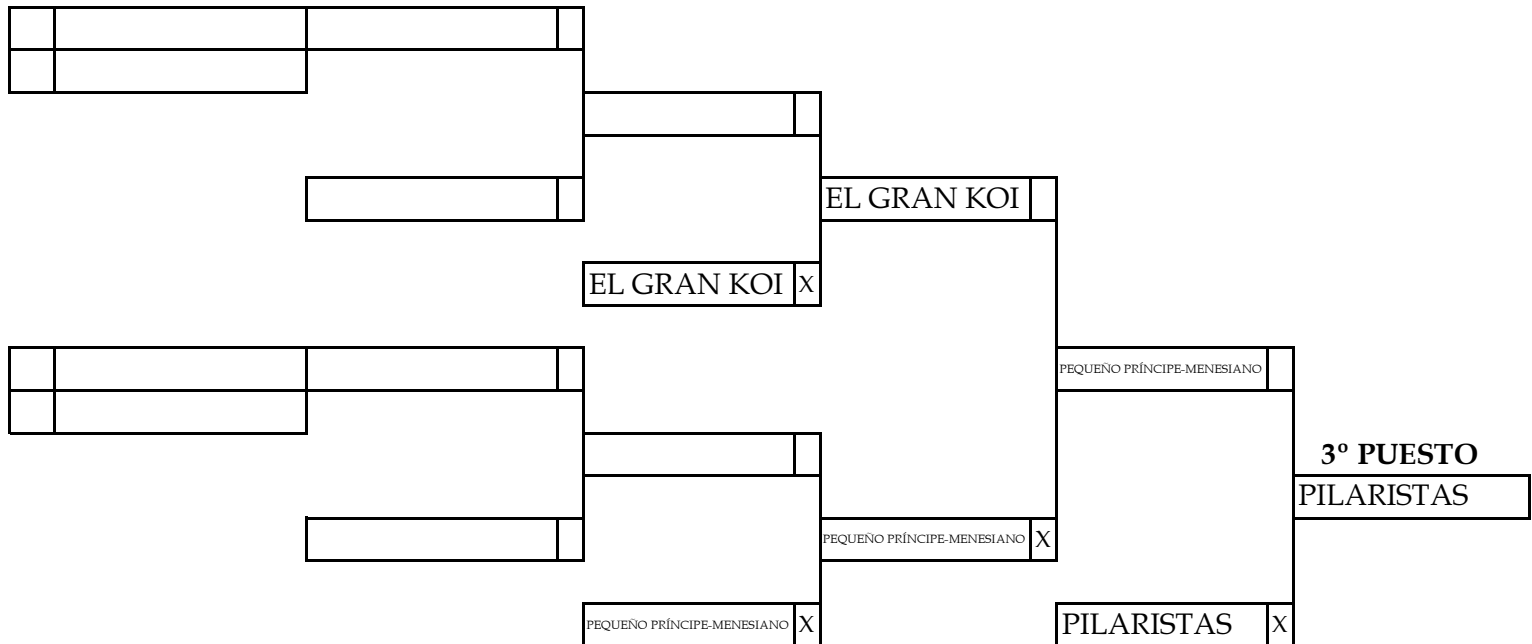 EL GRAN KOI
EL GRAN KOI X
PEQUEÑO PRÍNCIPE-MENESIANO
3º PUESTO
PILARISTAS
PEQUEÑO PRÍNCIPE-MENESIANO X
PEQUEÑO PRÍNCIPE-MENESIANO X
PILARISTAS X